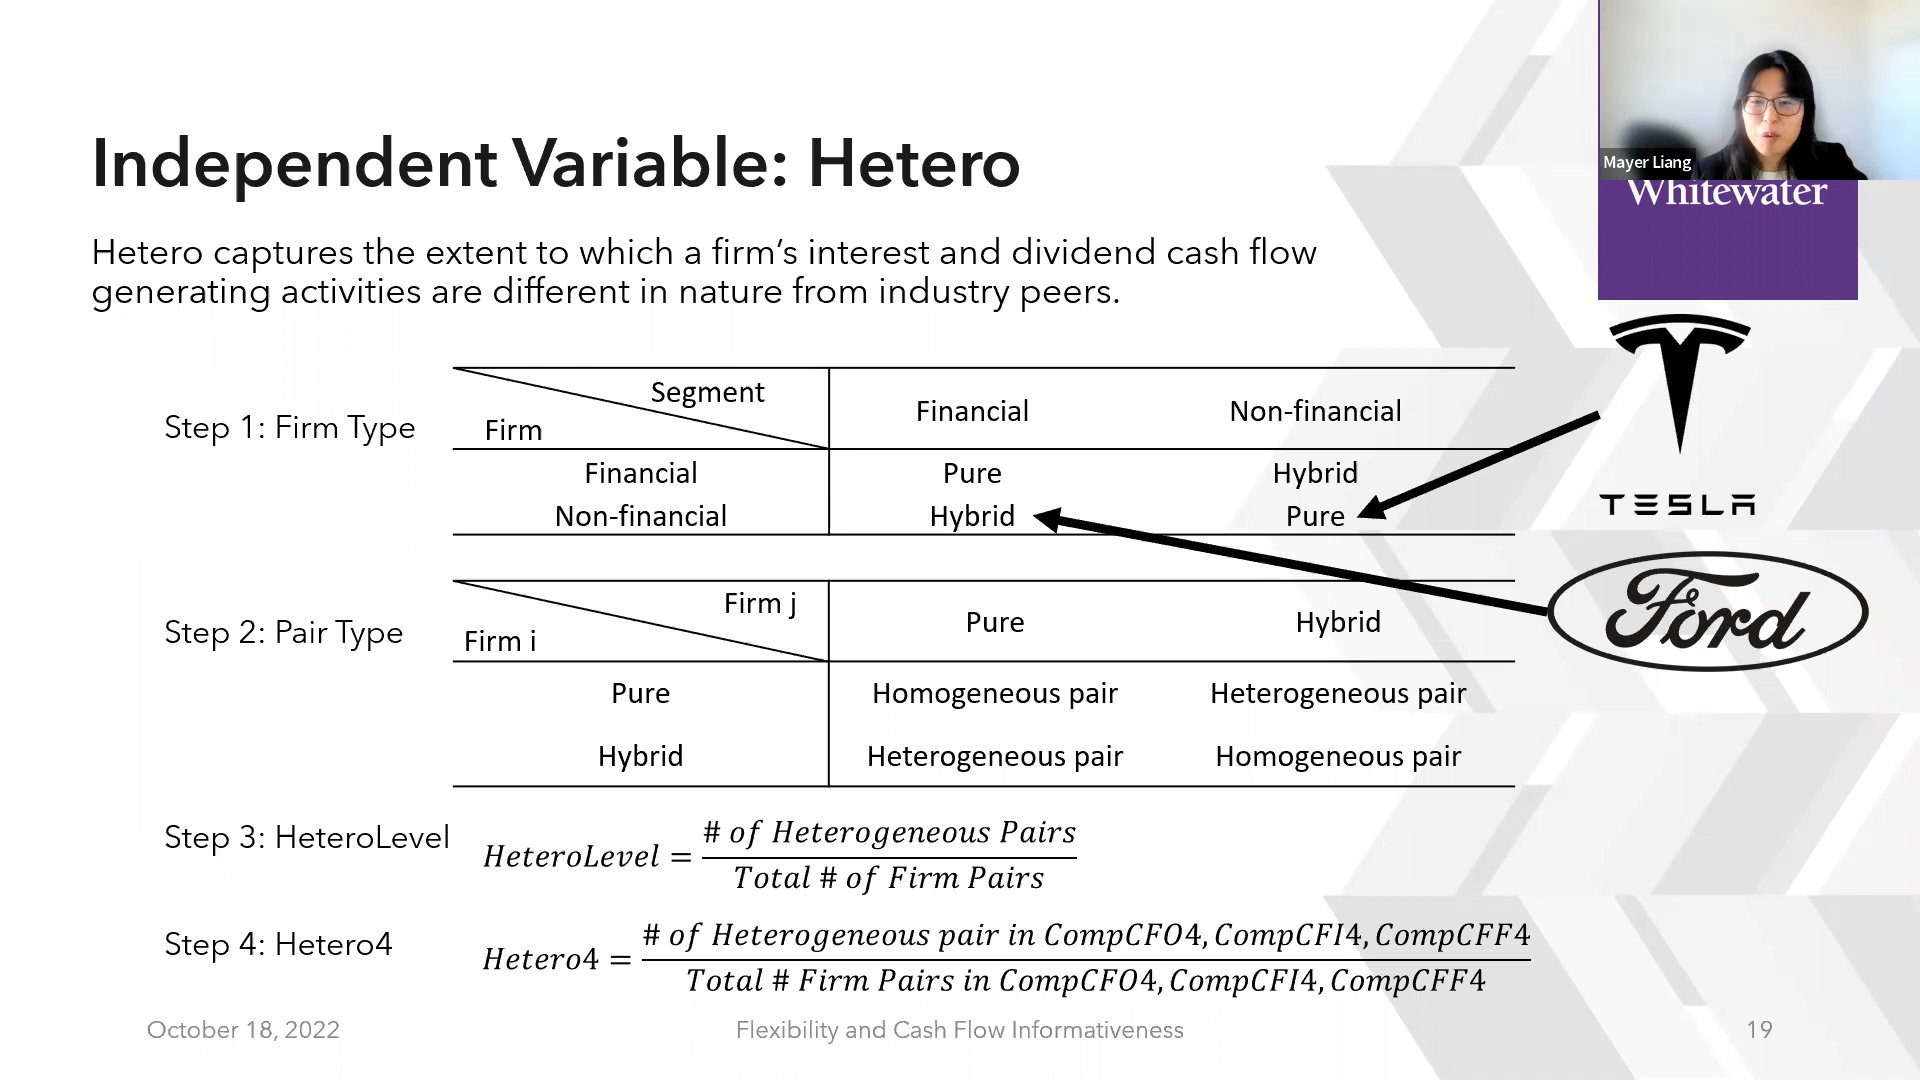 Mayer Liang
Whitewater
Independent Variable: Hetero
Hetero captures the extent to which a firm’s interest and dividend cash flow
generating activities are different in nature from industry peers.
Step 1: Firm Type
Segment
Firm
Financial
Non-financial
Financial
Pure
Hybrid
Non-financial
Hybrid
Pure
TESLA
Ford
Step 2: Pair Type
Firm j
Firm i
Pure
Hybrid
Pure
Homogeneous pair
Heterogeneous pair
Hybrid
Heterogeneous pair
Homogeneous pair
Step 3: HeteroLevel
HeteroLevel =
# of Heterogeneous Pairs
Total # of Firm Pairs
Step 4: Hetero4
Hetero4 =
# of Heterogeneous pair in CompCFO4, CompCFI4, CompCFF4
Total # Firm Pairs in CompCFO4, CompCFI4, CompCFF4
October 18, 2022
Flexibility and Cash Flow Informativeness
19